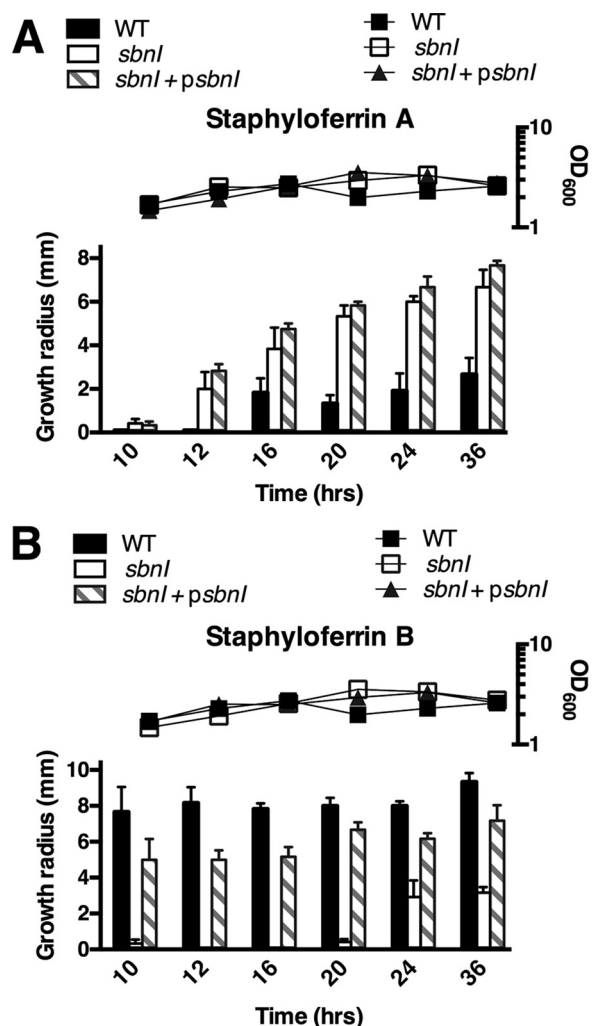 A
WT
sbnI
sbnI + psbnI
WT
sbnI
sbnI + psbnI
Staphyloferrin A
10
1
OD600
Growth radius (mm)
8
6
4
2
0
10 12 16 20 24 36
Time (hrs)
B
WT
sbnI
sbnI + psbnI
WT
sbnI
sbnI + psbnI
Staphyloferrin B
10
1
OD600
Growth radius (mm)
10
8
6
4
2
0
10 12 16 20 24 36
Time (hrs)